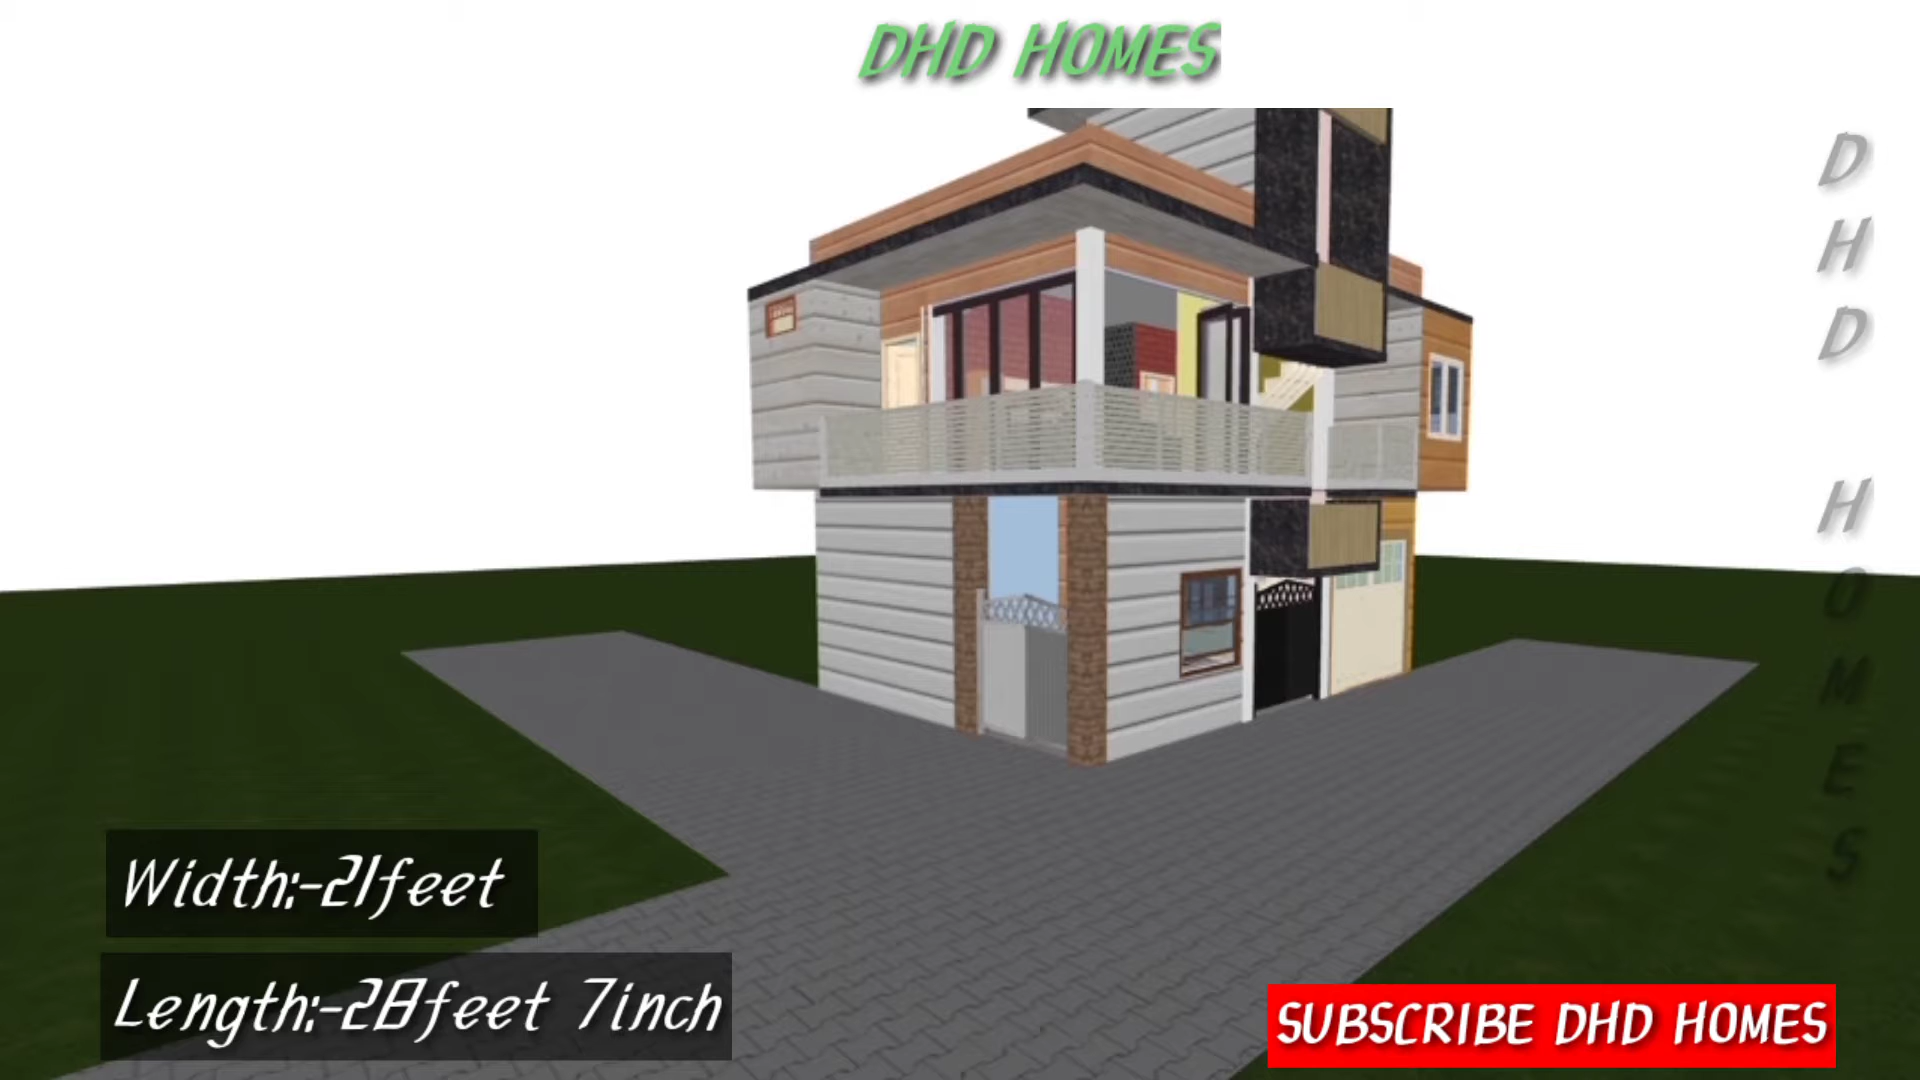 DHD HOMES
DHD HOMES
Width:-21feet
Length:-28feet 7inch
SUBSCRIBE DHD HOMES